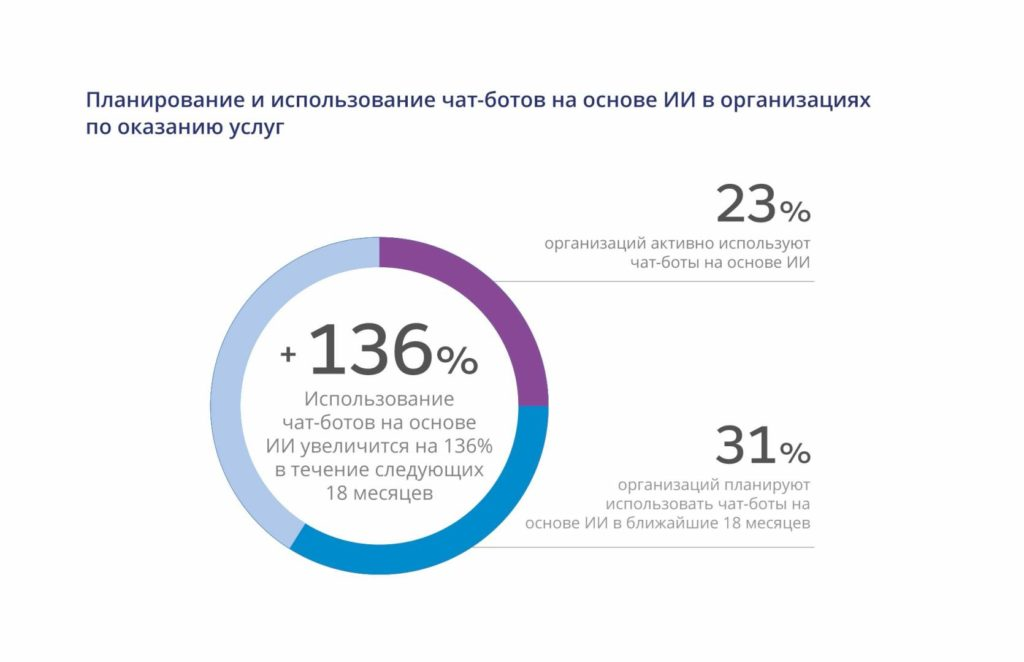 Планирование и использование чат-ботов на основе ИИ в организациях
по оказанию услуг
23%
организаций активно используют
чат-боты на основе ИИ
+ 136%
Использование
чат-ботов на основе
ИИ увеличится на 136%
в течение следующих
18 месяцев
31%
организаций планируют
использовать чат-боты на
основе ИИ в ближайшие 18 месяцев